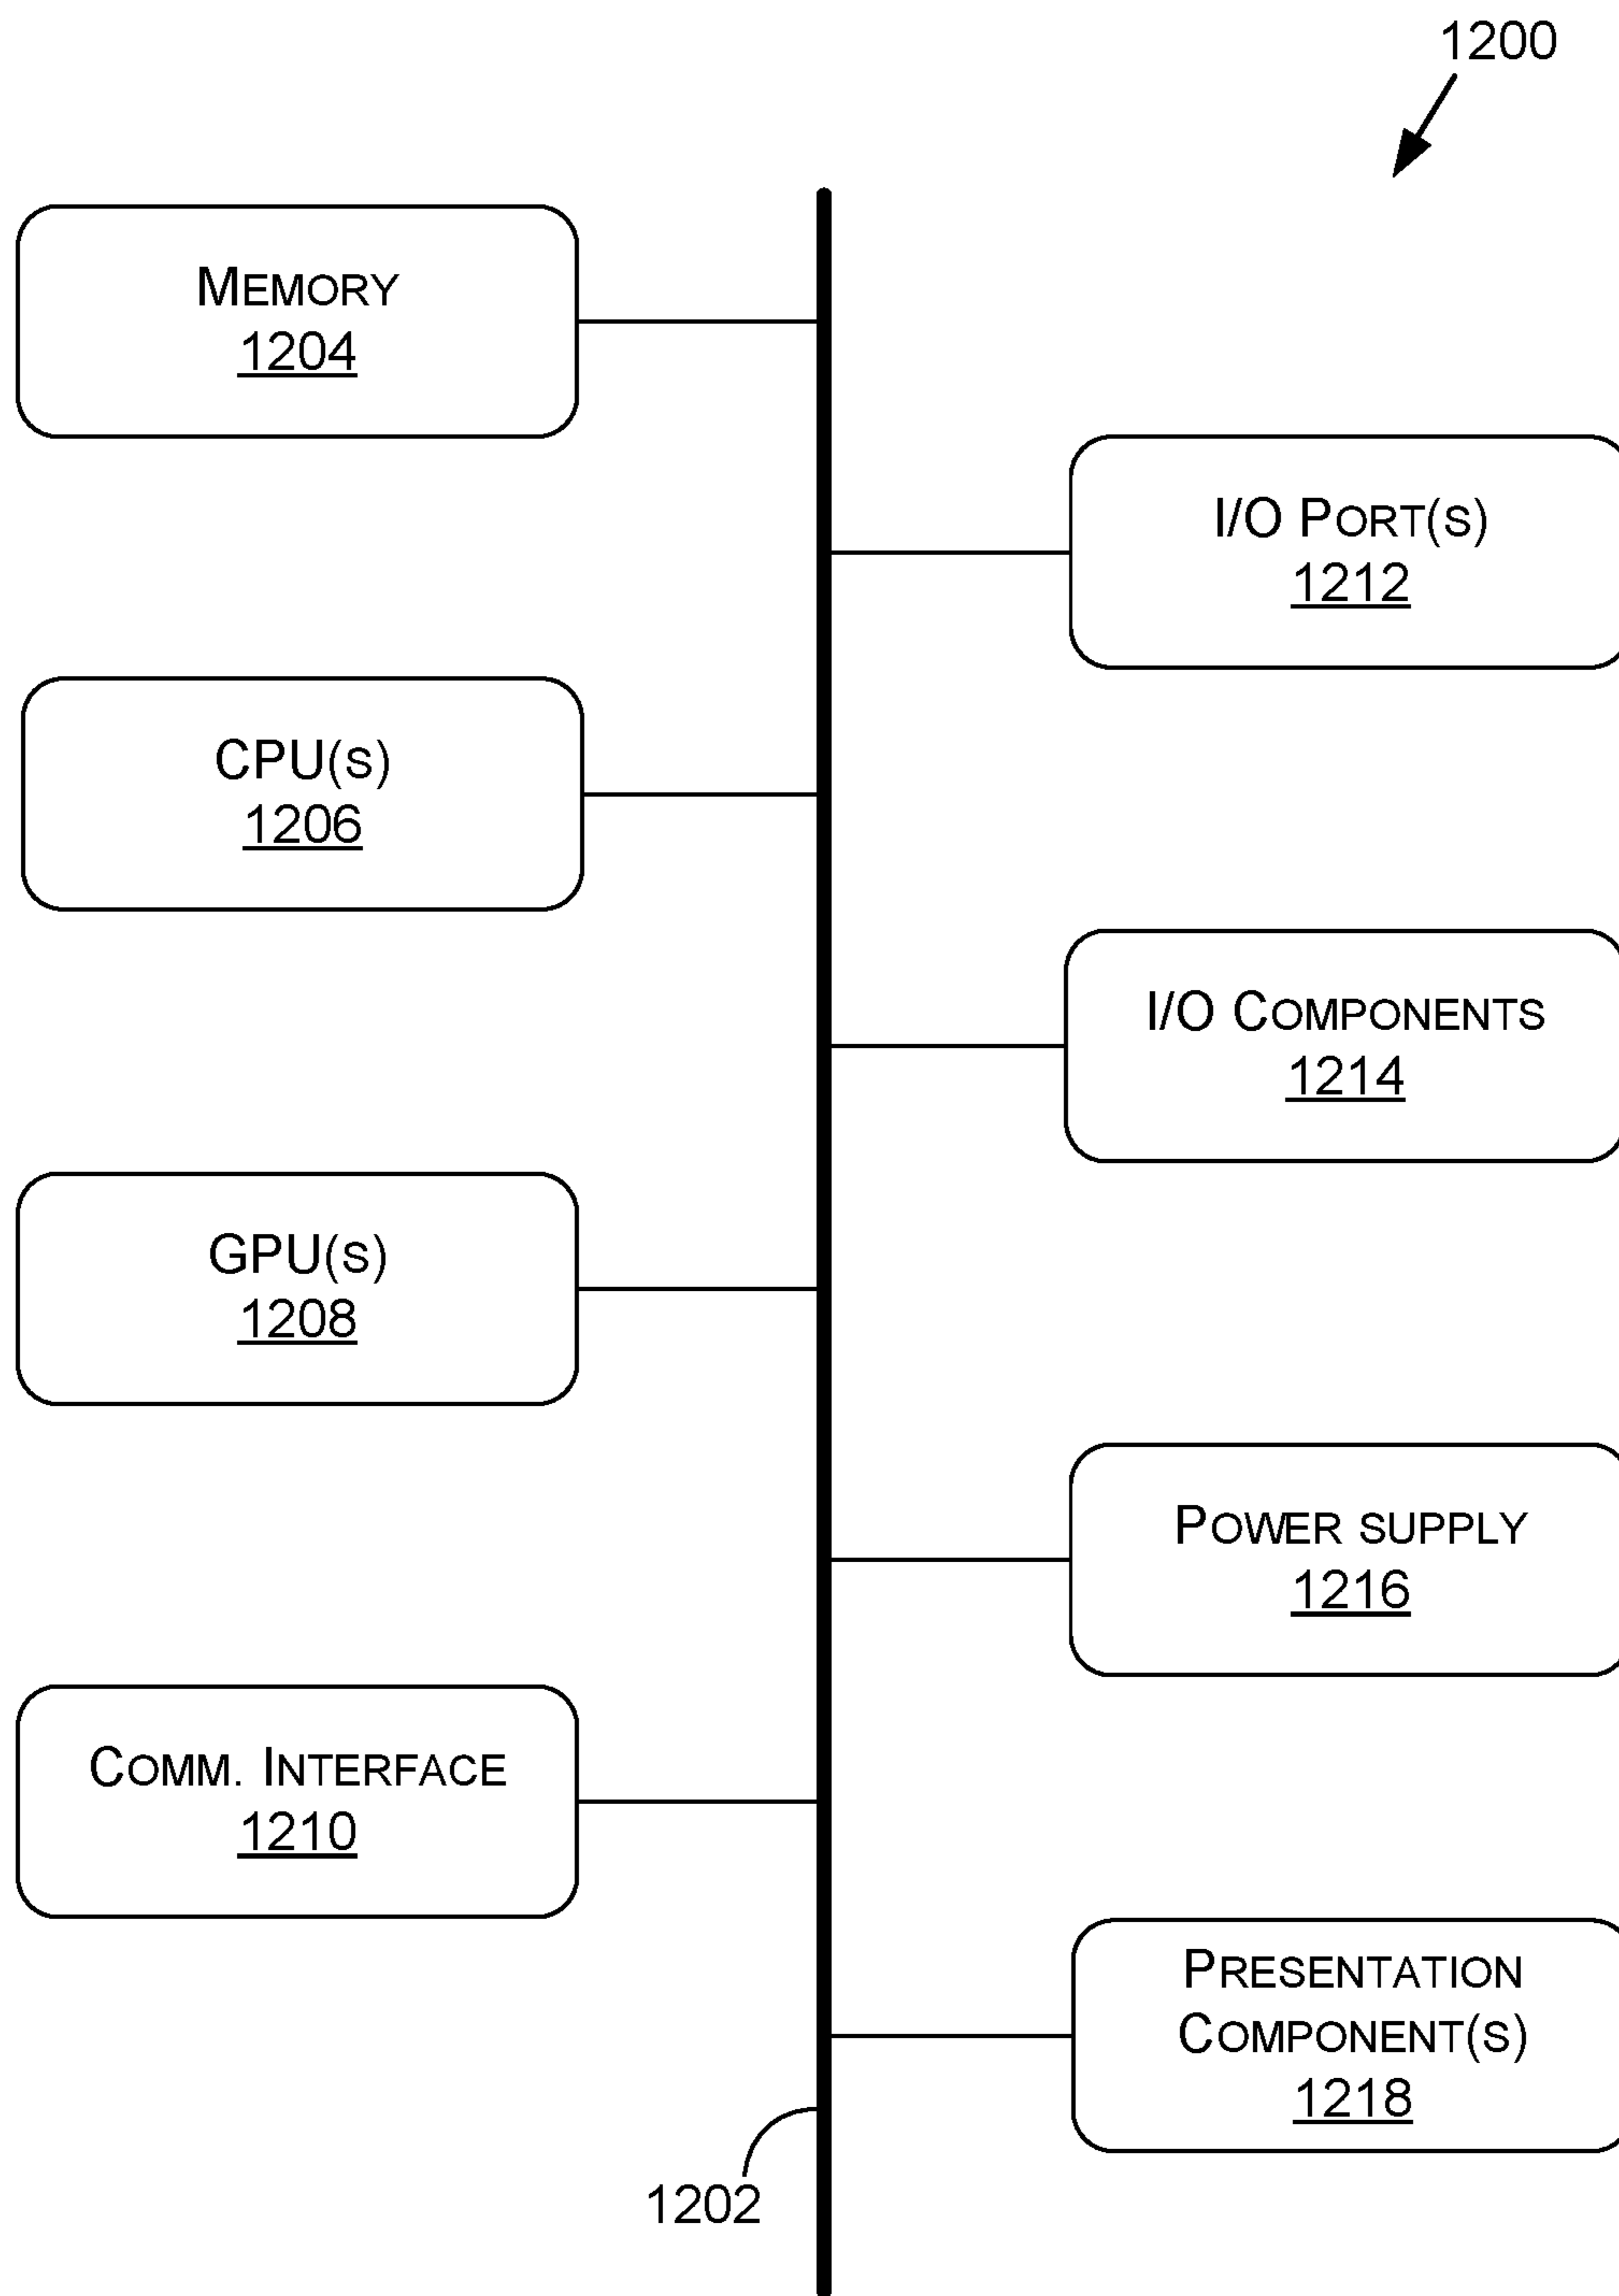 1200
MEMORY
1204
I/O PORT(S)
1212
CPU(S)
1206
I/O COMPONENTS
1214
GPU(S)
1208
POWER SUPPLY
1216
COMM. INTERFACE
1210
PRESENTATION
COMPONENT(S)
1218
1202